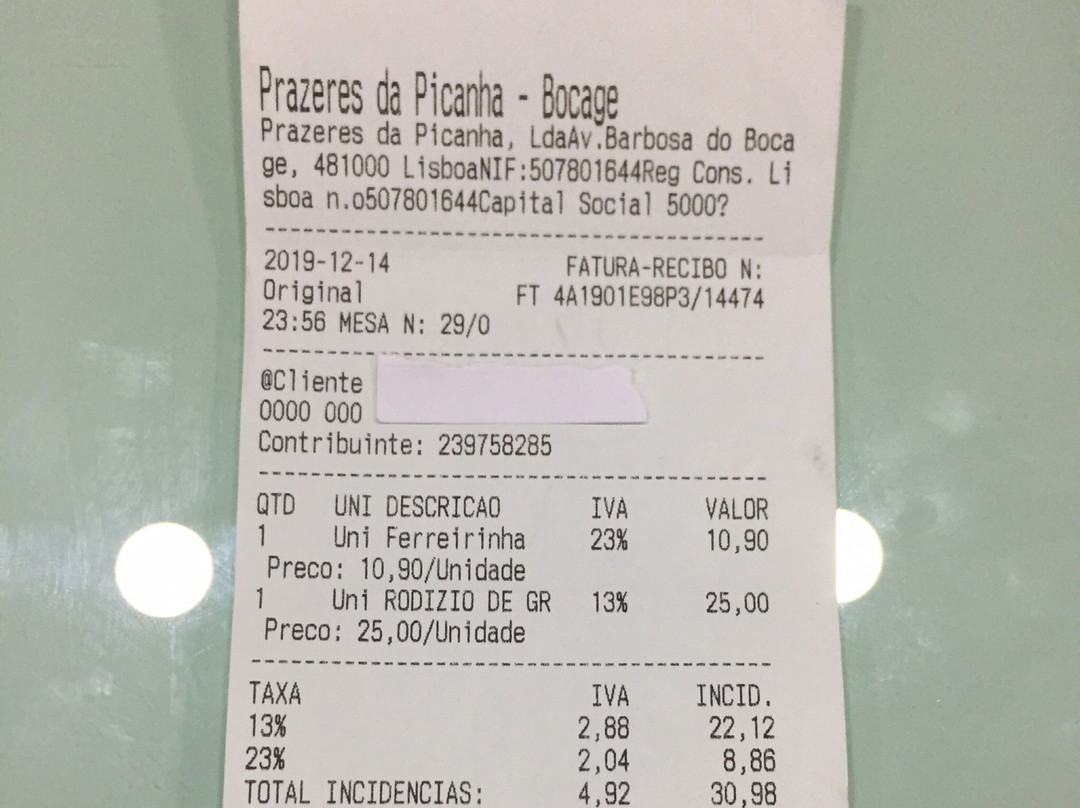 Prazeres da Picanha - Bocage
Prazeres da Picanha, LdaAv.Barbosa do Boca
ge, 481000 LisboaNIF:507801644Reg Cons. Li
sboa n.o507801644Capital Social 5000?
2019-12-14 FATURA-RECIBO N:
Original FT 4A1901E98P3/14474
23:56 MESA N: 29/0
@Cliente
0000 000
Contribuinte: 239758285
QTD UNI DESCRICAO IVA VALOR
1 Uni Ferreirinha 23% 10,90
Preco: 10,90/Unidade
1 Uni RODIZIO DE GR 13% 25,00
Preco: 25,00/Unidade
TAXA IVA INCID.
13% 2,88 22,12
23% 2,04 8,86
TOTAL INCIDENCIAS: 4,92 30,98